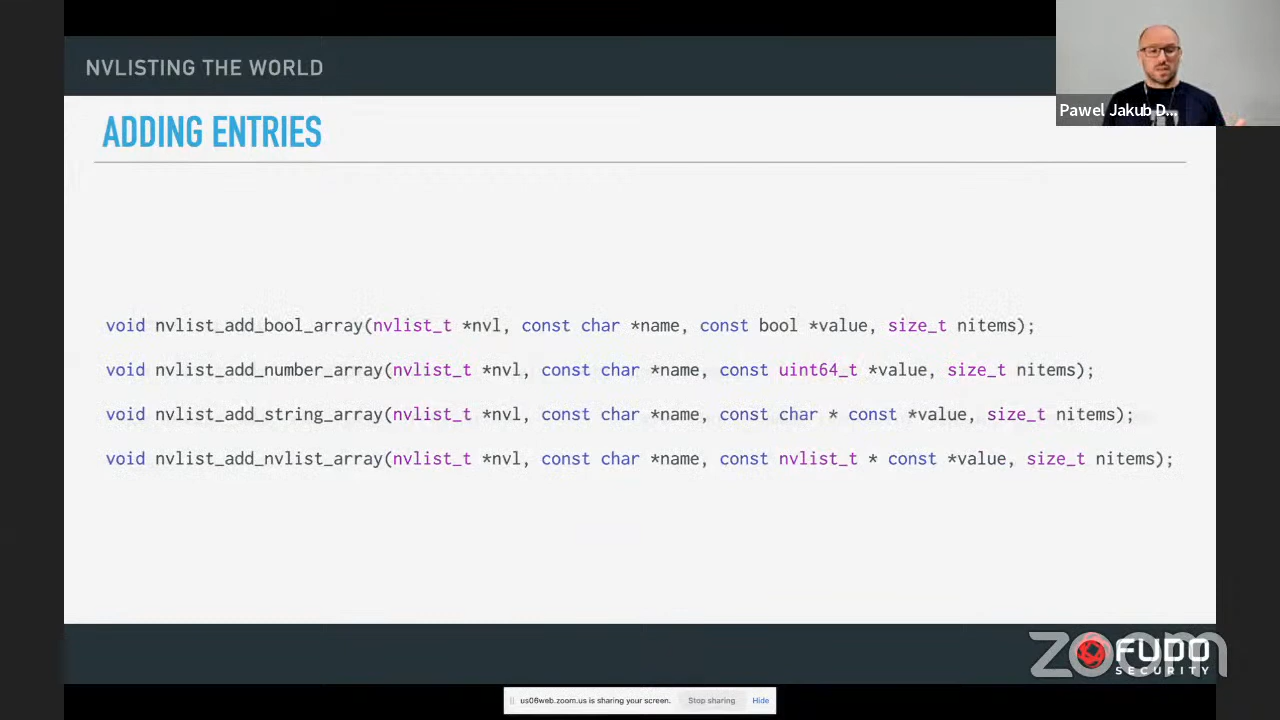 NVLISTING THE WORLD
Pawel Jakub D...
ADDING ENTRIES
void nvlist_add_bool_array(nvlist_t *nvl, const char *name, const bool *value, size_t nitems);
void nvlist_add_number_array(nvlist_t *nvl, const char *name, const uint64_t *value, size_t nitems);
void nvlist_add_string_array(nvlist_t *nvl, const char *name, const char * const *value, size_t nitems);
void nvlist_add_nvlist_array(nvlist_t *nvl, const char *name, const nvlist_t * const *value, size_t nitems);
zoom
FUDO
SECURITY
us06web.zoom.us is sharing your screen. Stop sharing Hide